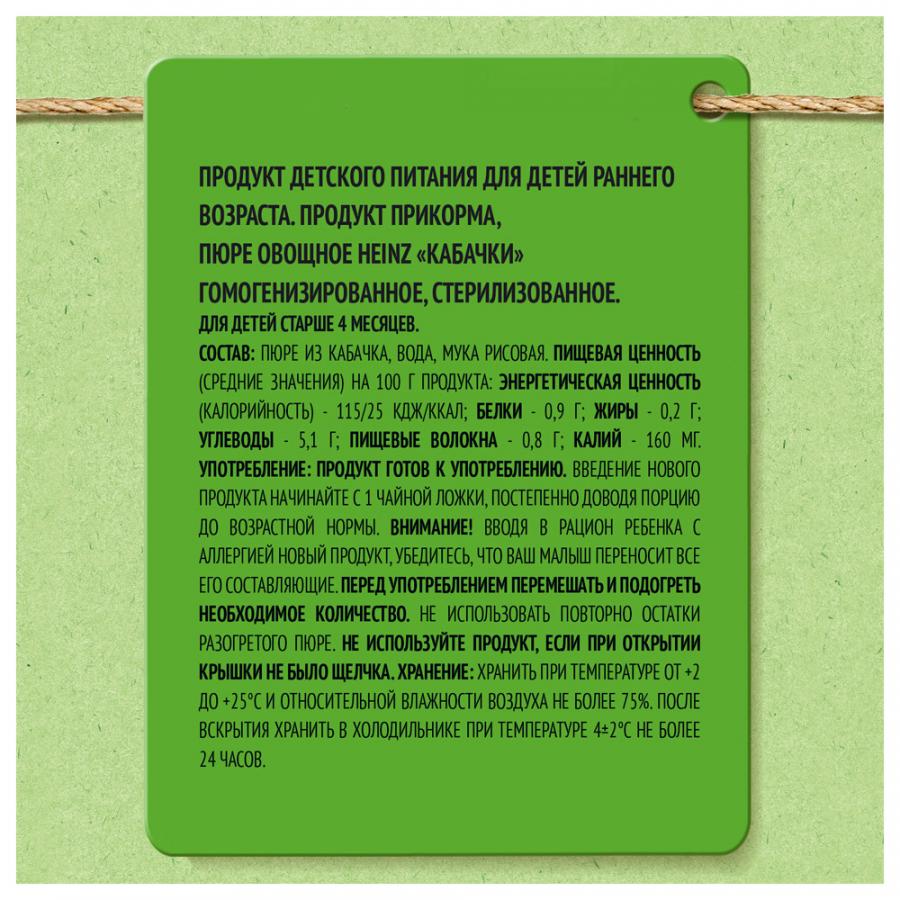 ПРОДУКТ ДЕТСКОГО ПИТАНИЯ ДЛЯ ДЕТЕЙ РАННЕГО
ВОЗРАСТА. ПРОДУКТ ПРИКОРМА,
ПЮРЕ ОВОЩНОЕ HEINZ «КАБАЧКИ»
ГОМОГЕНИЗИРОВАННОЕ, СТЕРИЛИЗОВАННОЕ.
ДЛЯ ДЕТЕЙ СТАРШЕ 4 МЕСЯЦЕВ.
СОСТАВ: ПЮРЕ ИЗ КАБАЧКА, ВОДА, МУКА РИСОВАЯ. ПИЩЕВАЯ ЦЕННОСТЬ
(СРЕДНИЕ ЗНАЧЕНИЯ) НА 100 Г ПРОДУКТА: ЭНЕРГЕТИЧЕСКАЯ ЦЕННОСТЬ
(КАЛОРИЙНОСТЬ) - 115/25 КДЖ/ККАЛ; БЕЛКИ - 0,9 Г; ЖИРЫ - 0,2 Г;
УГЛЕВОДЫ - 5,1 Г; ПИЩЕВЫЕ ВОЛОКНА - 0,8 Г; КАЛИЙ - 160 МГ.
УПОТРЕБЛЕНИЕ: ПРОДУКТ ГОТОВ К УПОТРЕБЛЕНИЮ. ВВЕДЕНИЕ НОВОГО
ПРОДУКТА НАЧИНАЙТЕ С 1 ЧАЙНОЙ ЛОЖКИ, ПОСТЕПЕННО ДОВОДЯ ПОРЦИЮ
ДО ВОЗРАСТНОЙ НОРМЫ. ВНИМАНИЕ! ВВОДЯ В РАЦИОН РЕБЕНКА С
АЛЛЕРГИЕЙ НОВЫЙ ПРОДУКТ, УБЕДИТЕСЬ, ЧТО ВАШ МАЛЫШ ПЕРЕНОСИТ ВСЕ
ЕГО СОСТАВЛЯЮЩИЕ. ПЕРЕД УПОТРЕБЛЕНИЕМ ПЕРЕМЕШАТЬ И ПОДОГРЕТЬ
НЕОБХОДИМОЕ КОЛИЧЕСТВО. НЕ ИСПОЛЬЗОВАТЬ ПОВТОРНО ОСТАТКИ
РАЗОГРЕТОГО ПЮРЕ. НЕ ИСПОЛЬЗУЙТЕ ПРОДУКТ, ЕСЛИ ПРИ ОТКРЫТИИ
КРЫШКИ НЕ БЫЛО ЩЕЛЧКА. ХРАНЕНИЕ: ХРАНИТЬ ПРИ ТЕМПЕРАТУРЕ ОТ +2
ДО +25°С И ОТНОСИТЕЛЬНОЙ ВЛАЖНОСТИ ВОЗДУХА НЕ БОЛЕЕ 75%. ПОСЛЕ
ВСКРЫТИЯ ХРАНИТЬ В ХОЛОДИЛЬНИКЕ ПРИ ТЕМПЕРАТУРЕ 4±2°С НЕ БОЛЕЕ
24 ЧАСОВ.